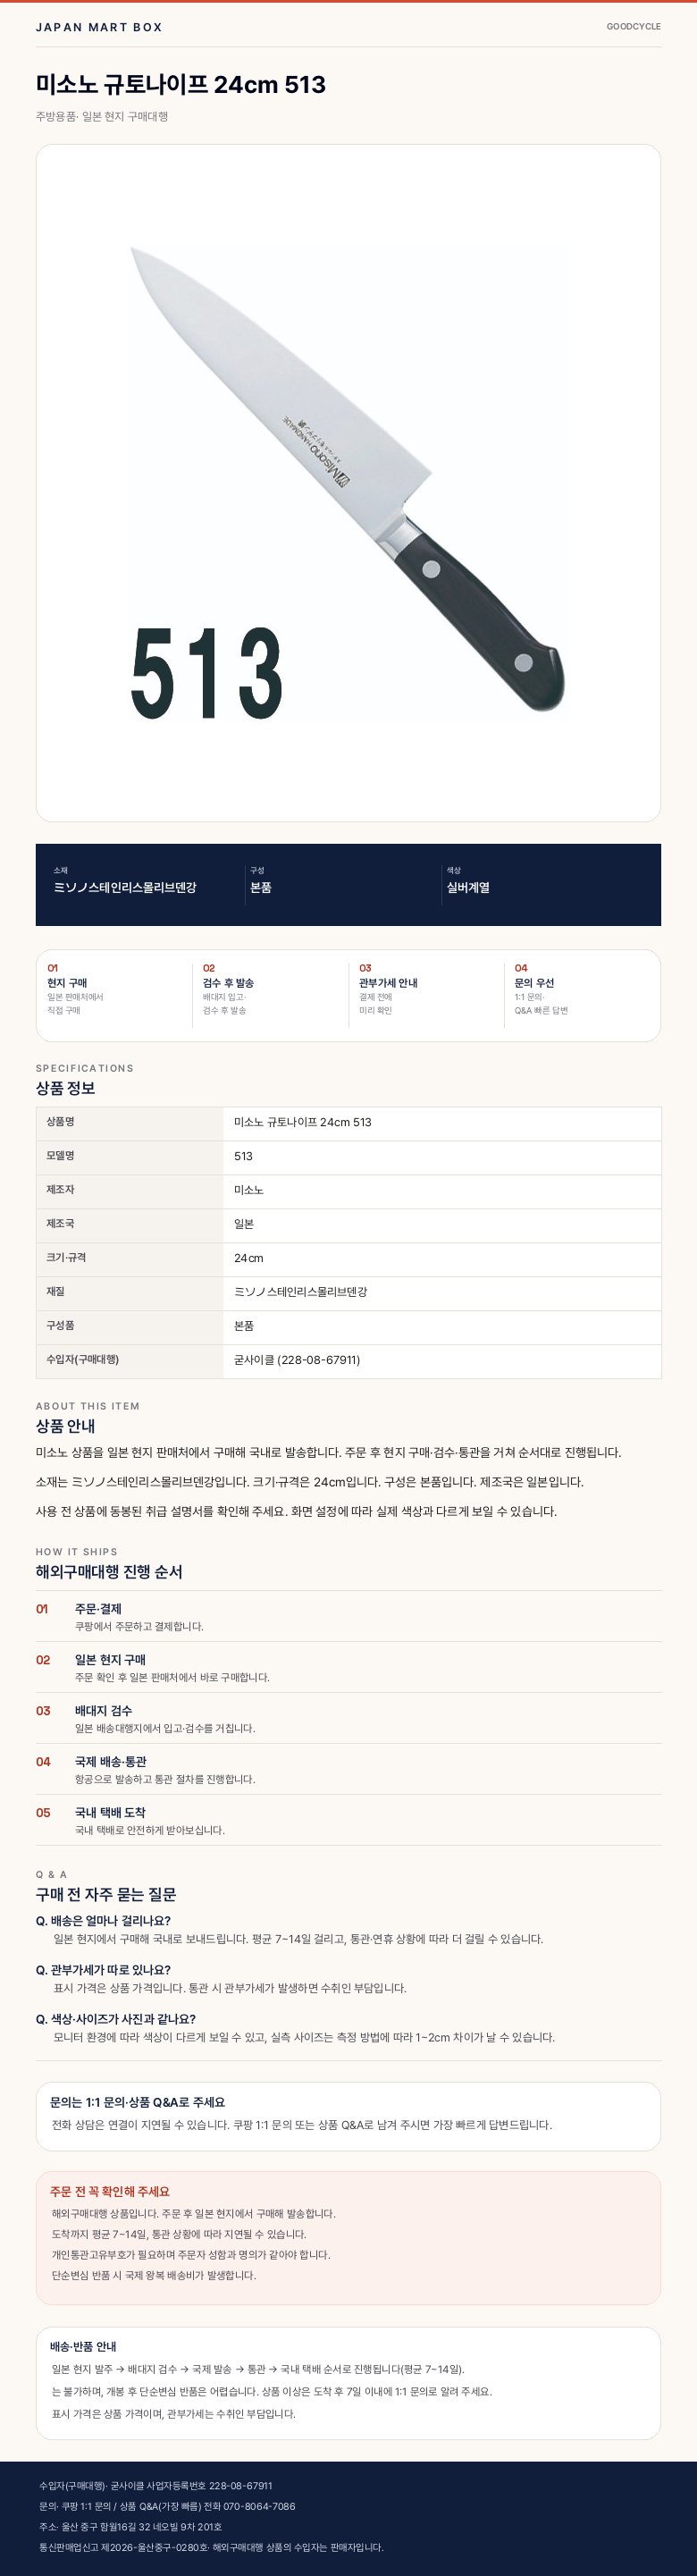 JAPAN MART BOX
GOODCYCLE
미소노 규토나이프 24cm 513
주방용품· 일본 현지 구매대행
Misono
HANDMADE
513
소재
ミソノ스테인리스몰리브덴강
구성
본품
색상
실버계열
01
현지 구매
일본 판매처에서
직접 구매
02
검수 후 발송
배대지 입고·
검수 후 발송
03
관부가세 안내
결제 전에
미리 확인
04
문의 우선
1:1 문의·
Q&A 빠른 답변
SPECIFICATIONS
상품 정보
상품명
미소노 규토나이프 24cm 513
모델명
513
제조자
미소노
제조국
일본
크기·규격
24cm
재질
ミソノ스테인리스몰리브덴강
구성품
본품
수입자(구매대행)
굳사이클 (228-08-67911)
ABOUT THIS ITEM
상품 안내
미소노 상품을 일본 현지 판매처에서 구매해 국내로 발송합니다. 주문 후 현지 구매·검수·통관을 거쳐 순서대로 진행됩니다.
소재는 ミソノ스테인리스몰리브덴강입니다. 크기·규격은 24cm입니다. 구성은 본품입니다. 제조국은 일본입니다.
사용 전 상품에 동봉된 취급 설명서를 확인해 주세요. 화면 설정에 따라 실제 색상과 다르게 보일 수 있습니다.
HOW IT SHIPS
해외구매대행 진행 순서
01
주문·결제
쿠팡에서 주문하고 결제합니다.
02
일본 현지 구매
주문 확인 후 일본 판매처에서 바로 구매합니다.
03
배대지 검수
일본 배송대행지에서 입고·검수를 거칩니다.
04
국제 배송·통관
항공으로 발송하고 통관 절차를 진행합니다.
05
국내 택배 도착
국내 택배로 안전하게 받아보십니다.
Q & A
구매 전 자주 묻는 질문
Q. 배송은 얼마나 걸리나요?
일본 현지에서 구매해 국내로 보내드립니다. 평균 7~14일 걸리고, 통관·연휴 상황에 따라 더 걸릴 수 있습니다.
Q. 관부가세가 따로 있나요?
표시 가격은 상품 가격입니다. 통관 시 관부가세가 발생하면 수취인 부담입니다.
Q. 색상·사이즈가 사진과 같나요?
모니터 환경에 따라 색상이 다르게 보일 수 있고, 실측 사이즈는 측정 방법에 따라 1~2cm 차이가 날 수 있습니다.
문의는 1:1 문의·상품 Q&A로 주세요
전화 상담은 연결이 지연될 수 있습니다. 쿠팡 1:1 문의 또는 상품 Q&A로 남겨 주시면 가장 빠르게 답변드립니다.
주문 전 꼭 확인해 주세요
해외구매대행 상품입니다. 주문 후 일본 현지에서 구매해 발송합니다.
도착까지 평균 7~14일, 통관 상황에 따라 지연될 수 있습니다.
개인통관고유부호가 필요하며 주문자 성함과 명의가 같아야 합니다.
단순변심 반품 시 국제 왕복 배송비가 발생합니다.
배송·반품 안내
일본 현지 발주 → 배대지 검수 → 국제 발송 → 통관 → 국내 택배 순서로 진행됩니다(평균 7~14일).
는 불가하며, 개봉 후 단순변심 반품은 어렵습니다. 상품 이상은 도착 후 7일 이내에 1:1 문의로 알려 주세요.
표시 가격은 상품 가격이며, 관부가세는 수취인 부담입니다.
수입자(구매대행)· 굳사이클 사업자등록번호 228-08-67911
문의· 쿠팡 1:1 문의 / 상품 Q&A(가장 빠름) 전화 070-8064-7086
주소· 울산 중구 함월16길 32 네오빌 9차 201호
통신판매업신고 제2026-울산중구-0280호· 해외구매대행 상품의 수입자는 판매자입니다.